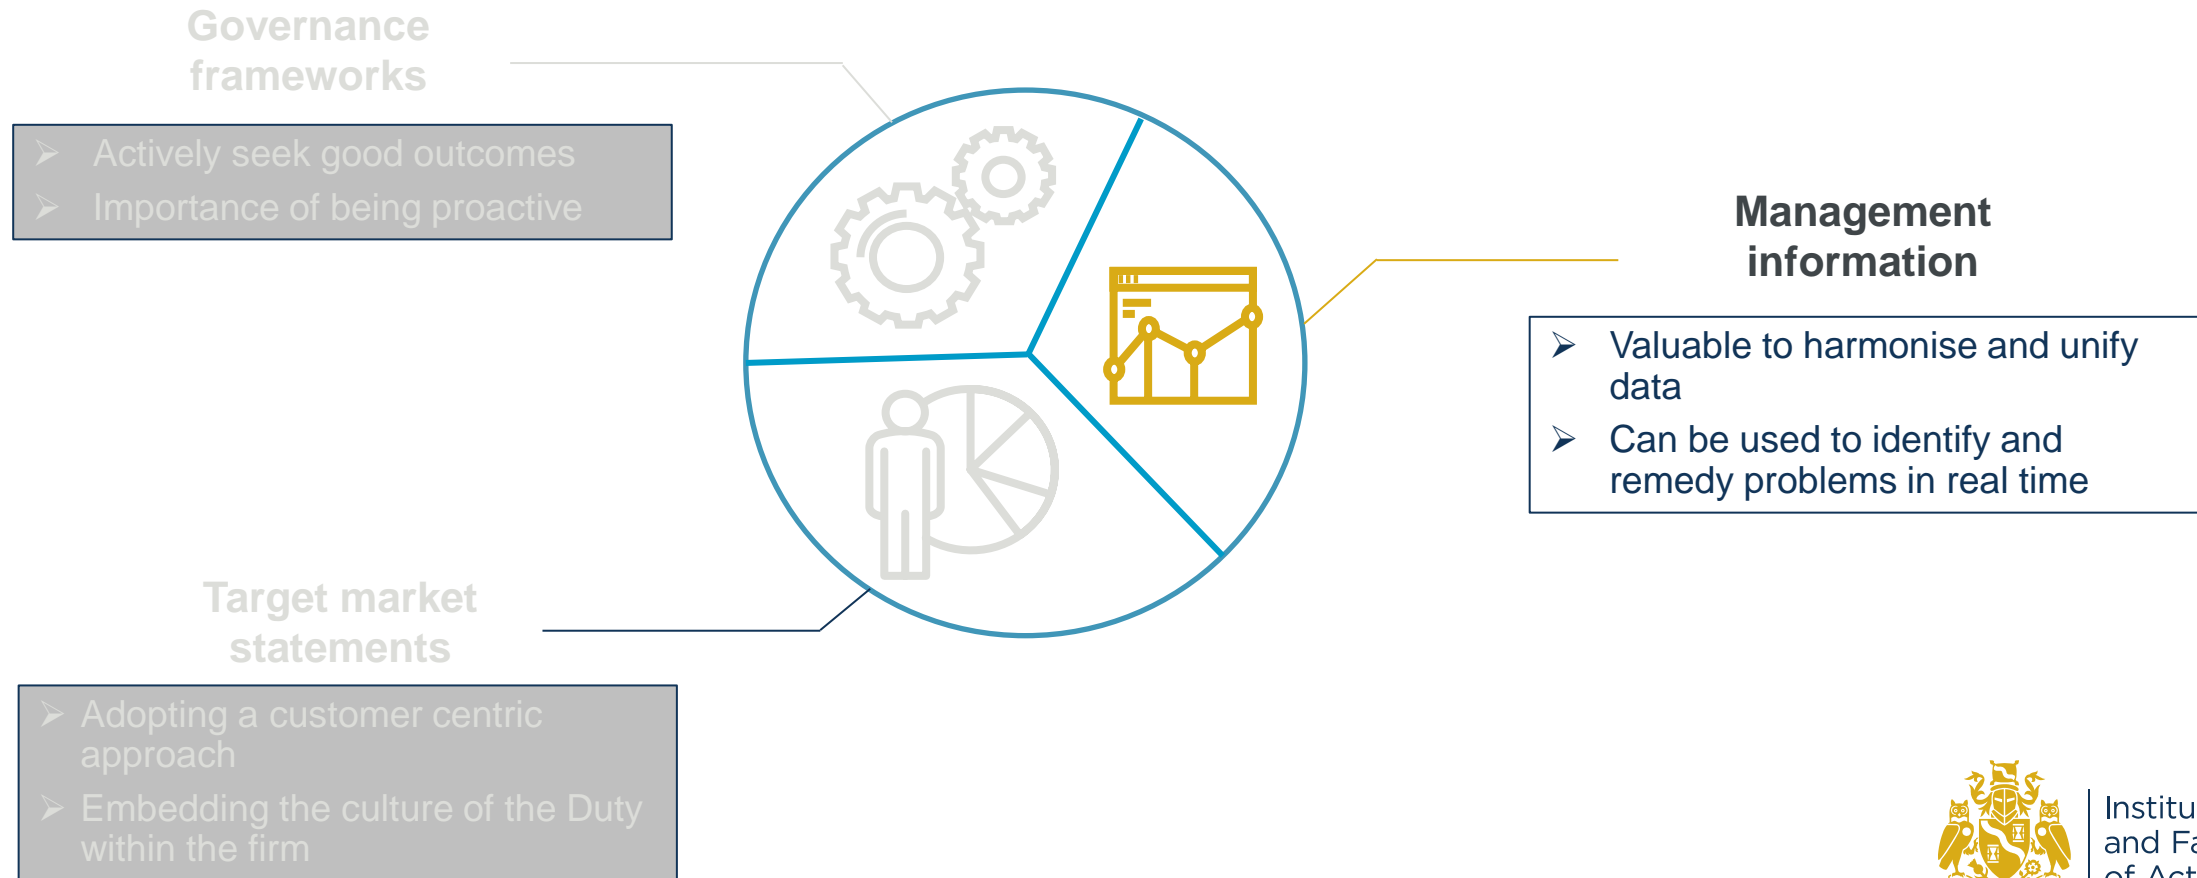 Governance
frameworks
➢ Actively seek good outcomes
➢ Importance of being proactive
Management
information
➢ Valuable to harmonise and unify
data
➢ Can be used to identify and
remedy problems in real time
Target market
statements
➢ Adopting a customer centric
approach
➢ Embedding the culture of the Duty
within the firm
and